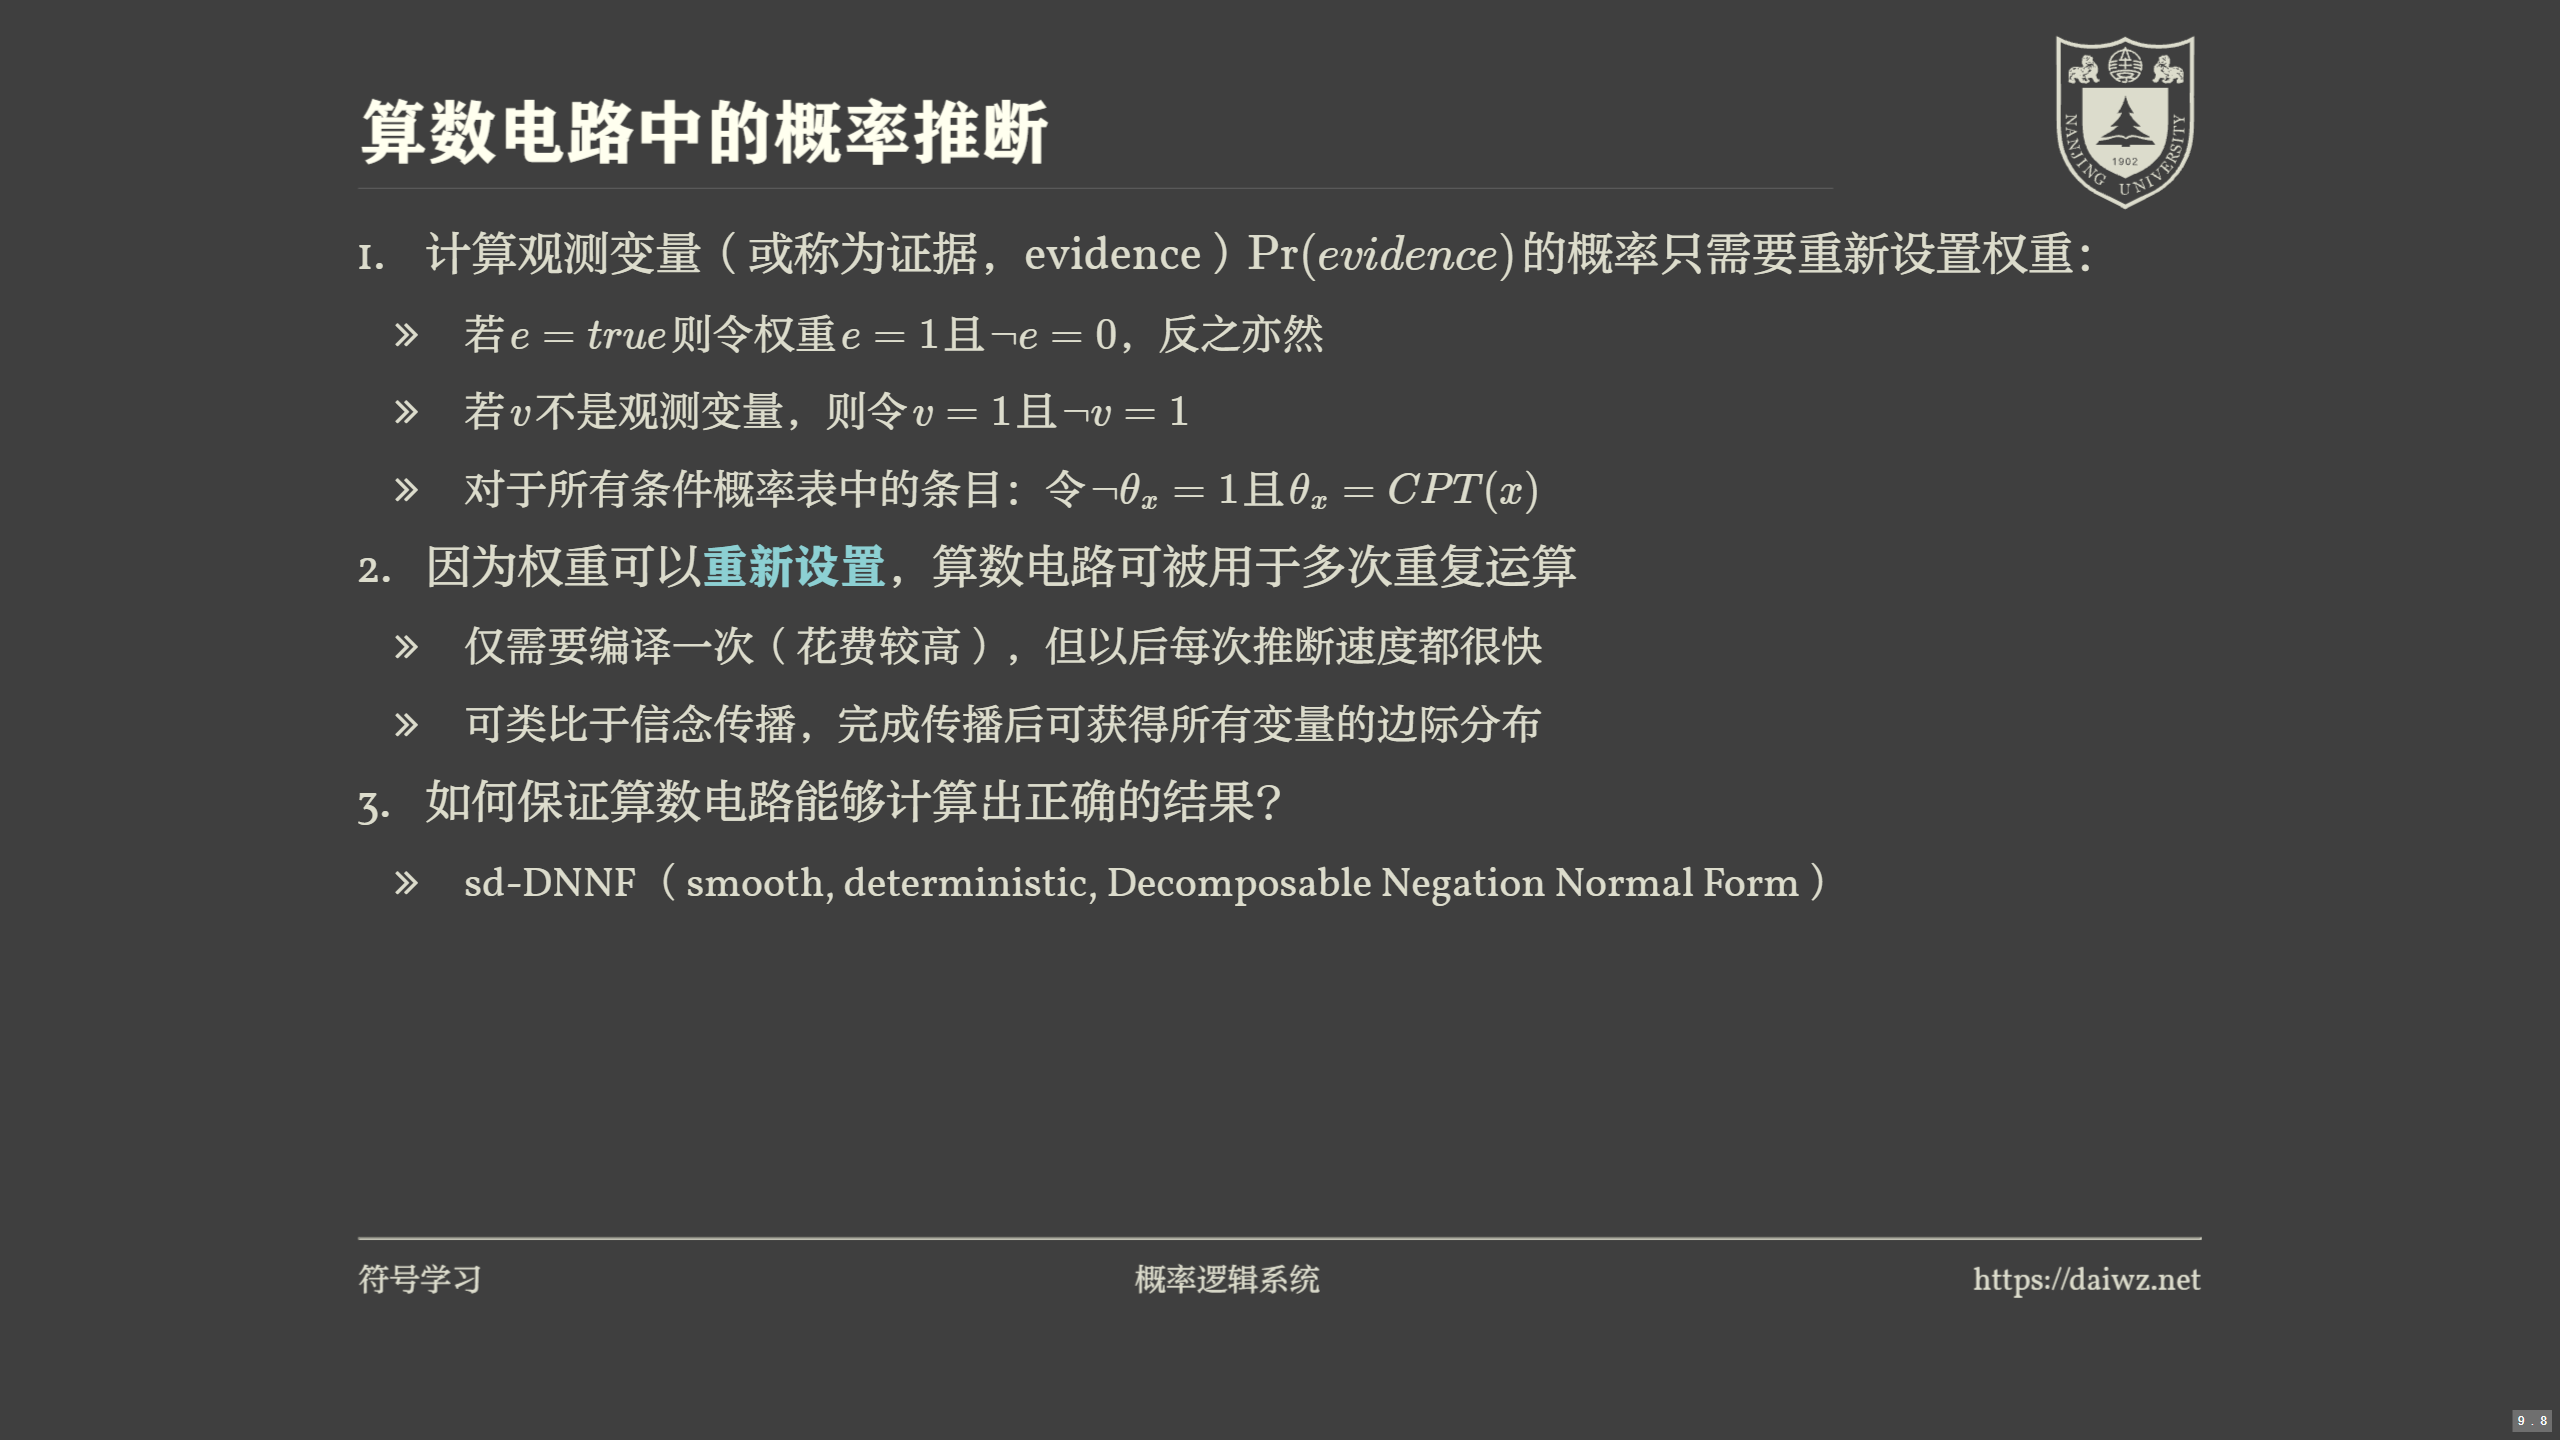 算数电路中的概率推断
NANJING UNIVERSITY
1902
1. 计算观测变量（或称为证据，evidence）Pr(evidence)的概率只需要重新设置权重：
» 若e = true则令权重e = 1且¬e = 0，反之亦然
» 若v不是观测变量，则令v = 1且¬v = 1
» 对于所有条件概率表中的条目：令¬θₓ = 1且θₓ = CPT(x)
2. 因为权重可以重新设置，算数电路可被用于多次重复运算
» 仅需要编译一次（花费较高），但以后每次推断速度都很快
» 可类比于信念传播，完成传播后可获得所有变量的边际分布
3. 如何保证算数电路能够计算出正确的结果？
» sd-DNNF（smooth, deterministic, Decomposable Negation Normal Form）
符号学习
概率逻辑系统
https://daiwz.net
9.8